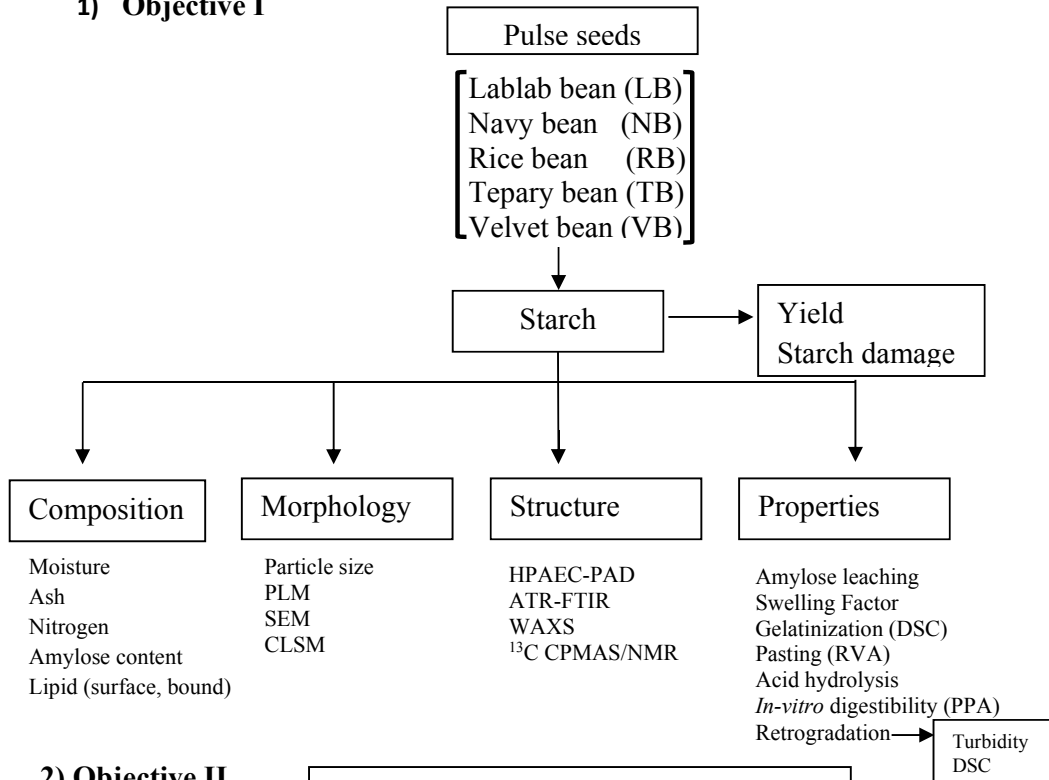 1) Objective I
Pulse seeds
Lablab bean (LB)
Navy bean (NB)
Rice bean (RB)
Tepary bean (TB)
Velvet bean (VB)
Starch
Yield
Starch damage
Composition
Moisture
Ash
Nitrogen
Amylose content
Lipid (surface, bound)
Morphology
Particle size
PLM
SEM
CLSM
Structure
HPAEC-PAD
ATR-FTIR
WAXS
¹³C CPMAS/NMR
Properties
Amylose leaching
Swelling Factor
Gelatinization (DSC)
Pasting (RVA)
Acid hydrolysis
In-vitro digestibility (PPA)
Retrogradation
Turbidity
DSC
2) Objective II